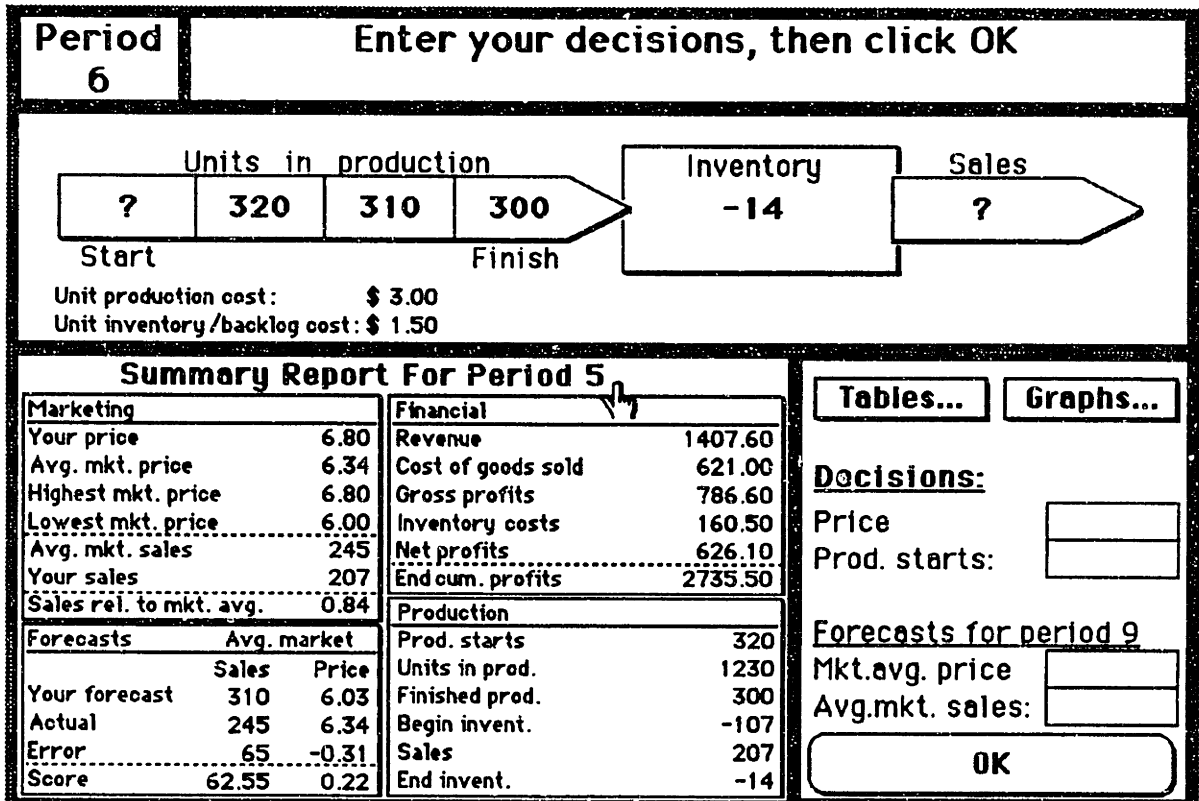 Period
6
Enter your decisions, then click OK
Units in production
Inventory
Sales
? 320 310 300
-14
?
Start Finish
Unit production cost: $ 3.00
Unit inventory/backlog cost: $ 1.50
Summary Report For Period 5
Marketing
Your price 6.80
Avg. mkt. price 6.34
Highest mkt. price 6.80
Lowest mkt. price 6.00
Avg. mkt. sales 245
Your sales 207
Sales rel. to mkt. avg. 0.84
Forecasts Avg. market
Sales Price
Your forecast 310 6.03
Actual 245 6.34
Error 65 -0.31
Score 62.55 0.22
Financial
Revenue 1407.60
Cost of goods sold 621.00
Gross profits 786.60
Inventory costs 160.50
Net profits 626.10
End cum. profits 2735.50
Production
Prod. starts 320
Units in prod. 1230
Finished prod. 300
Begin invent. -107
Sales 207
End invent. -14
Tables... Graphs...
Decisions:
Price
Prod. starts:
Forecasts for period 9
Mkt.avg. price
Avg.mkt. sales:
OK